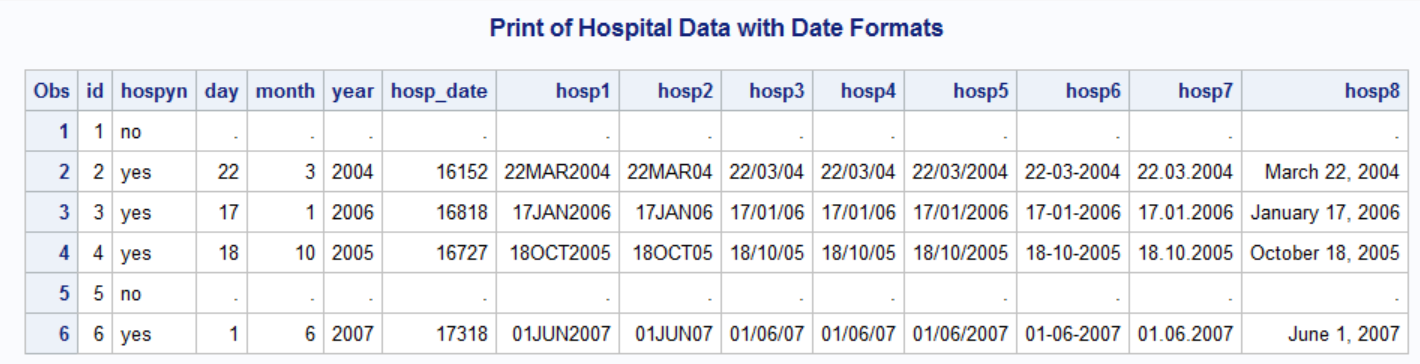 Print of Hospital Data with Date Formats
Obs id hospyn day month year hosp_date hosp1 hosp2 hosp3 hosp4 hosp5 hosp6 hosp7 hosp8
1 1 no . . . . . . . . . . . .
2 2 yes 22 3 2004 16152 22MAR2004 22MAR04 22/03/04 22/03/04 22/03/2004 22-03-2004 22.03.2004 March 22, 2004
3 3 yes 17 1 2006 16818 17JAN2006 17JAN06 17/01/06 17/01/06 17/01/2006 17-01-2006 17.01.2006 January 17, 2006
4 4 yes 18 10 2005 16727 18OCT2005 18OCT05 18/10/05 18/10/05 18/10/2005 18-10-2005 18.10.2005 October 18, 2005
5 5 no . . . . . . . . . . . .
6 6 yes 1 6 2007 17318 01JUN2007 01JUN07 01/06/07 01/06/07 01/06/2007 01-06-2007 01.06.2007 June 1, 2007